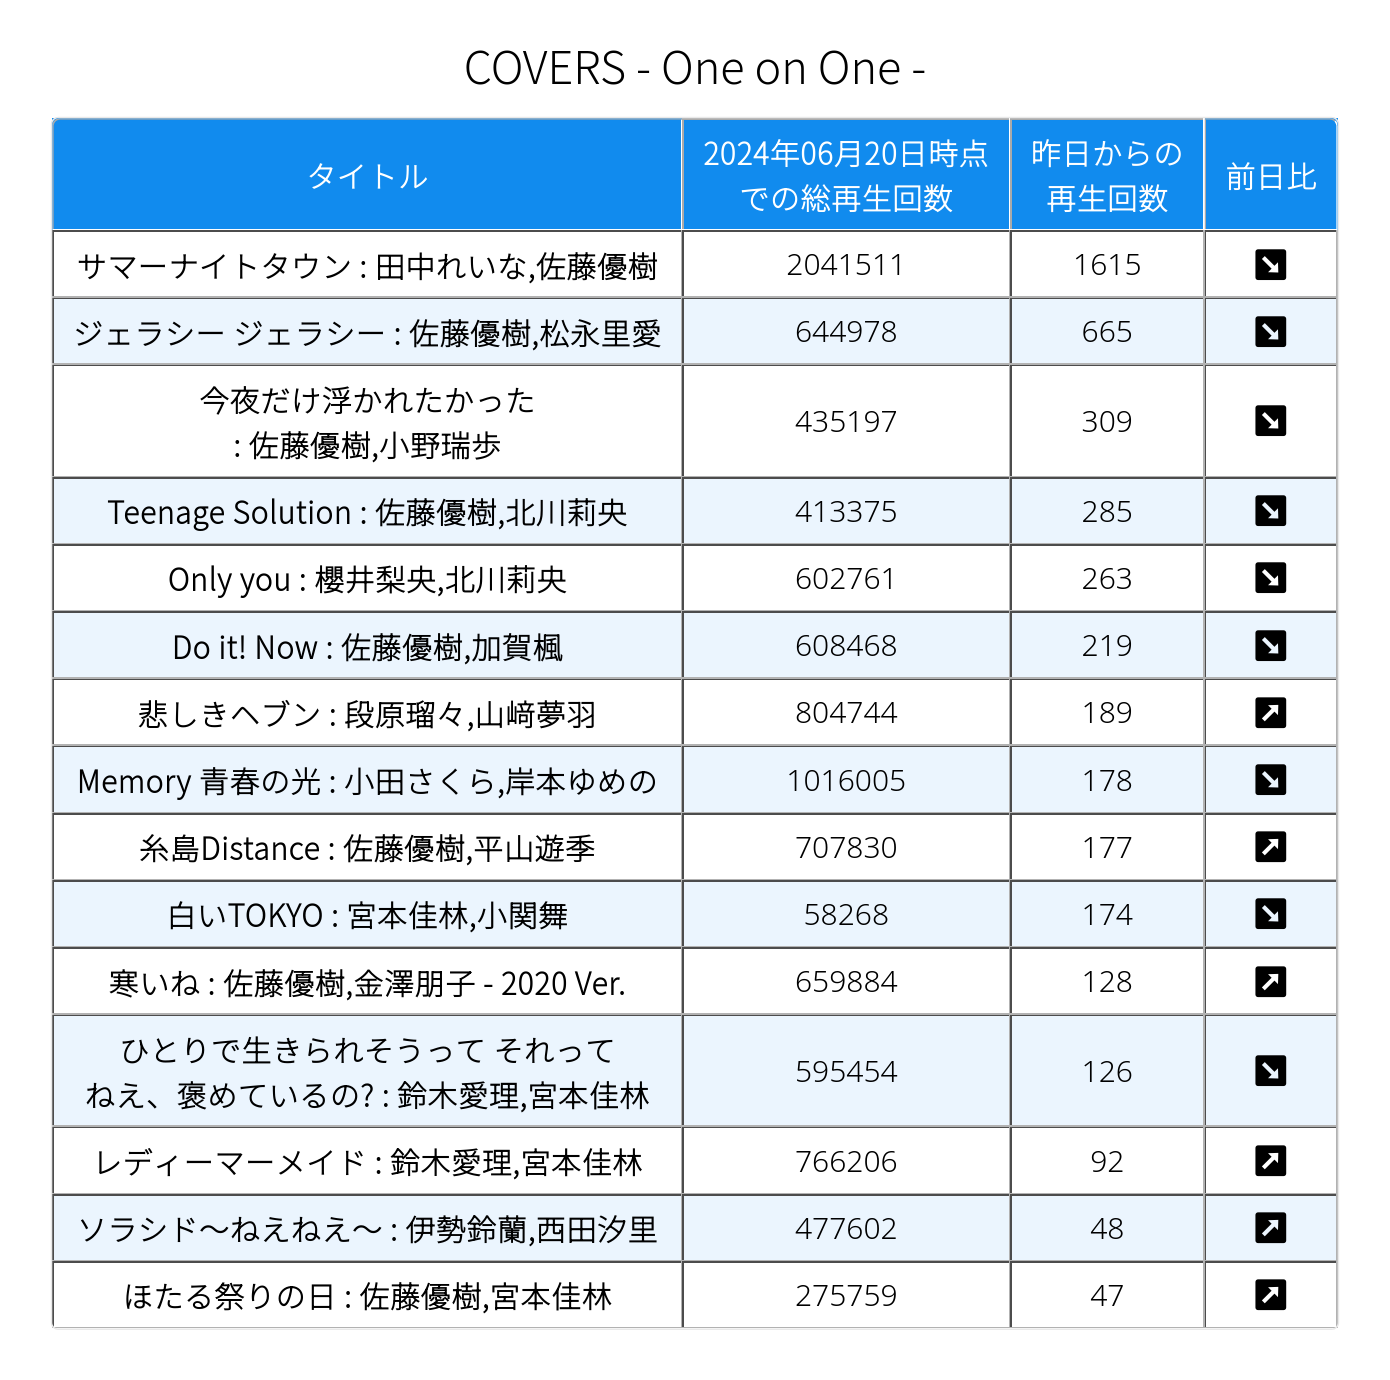 COVERS - One on One -
タイトル
2024年06月20日時点
での総再生回数
昨日からの
再生回数
前日比
サマーナイトタウン : 田中れいな,佐藤優樹
2041511
1615
ジェラシー ジェラシー : 佐藤優樹,松永里愛
644978
665
今夜だけ浮かれたかった
: 佐藤優樹,小野瑞歩
435197
309
Teenage Solution : 佐藤優樹,北川莉央
413375
285
Only you : 櫻井梨央,北川莉央
602761
263
Do it! Now : 佐藤優樹,加賀楓
608468
219
悲しきヘブン : 段原瑠々,山﨑夢羽
804744
189
Memory 青春の光 : 小田さくら,岸本ゆめの
1016005
178
糸島Distance : 佐藤優樹,平山遊季
707830
177
白いTOKYO : 宮本佳林,小関舞
58268
174
寒いね : 佐藤優樹,金澤朋子 - 2020 Ver.
659884
128
ひとりで生きられそうって それって
ねえ、褒めているの? : 鈴木愛理,宮本佳林
595454
126
レディーマーメイド : 鈴木愛理,宮本佳林
766206
92
ソラシド〜ねえねえ〜 : 伊勢鈴蘭,西田汐里
477602
48
ほたる祭りの日 : 佐藤優樹,宮本佳林
275759
47